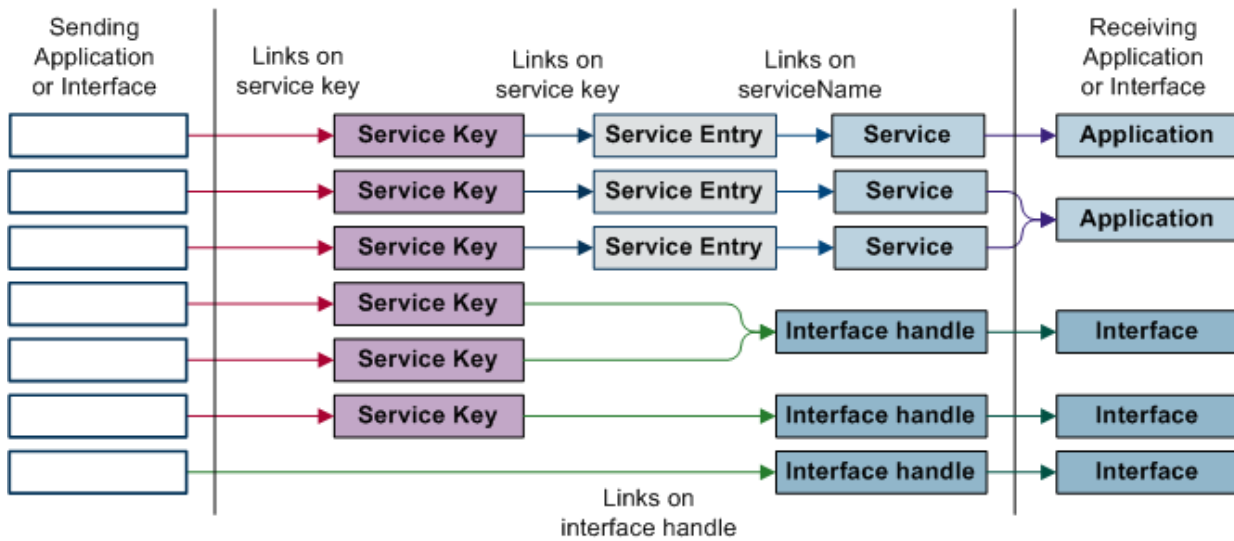 Sending
Application
or Interface
Links on
service key
Links on
service key
Links on
serviceName
Receiving
Application
or Interface
Service Key
Service Entry
Service
Application
Service Key
Service Entry
Service
Application
Service Key
Service Entry
Service
Service Key
Interface handle
Interface
Service Key
Service Key
Interface handle
Interface
Interface handle
Interface
Links on
interface handle